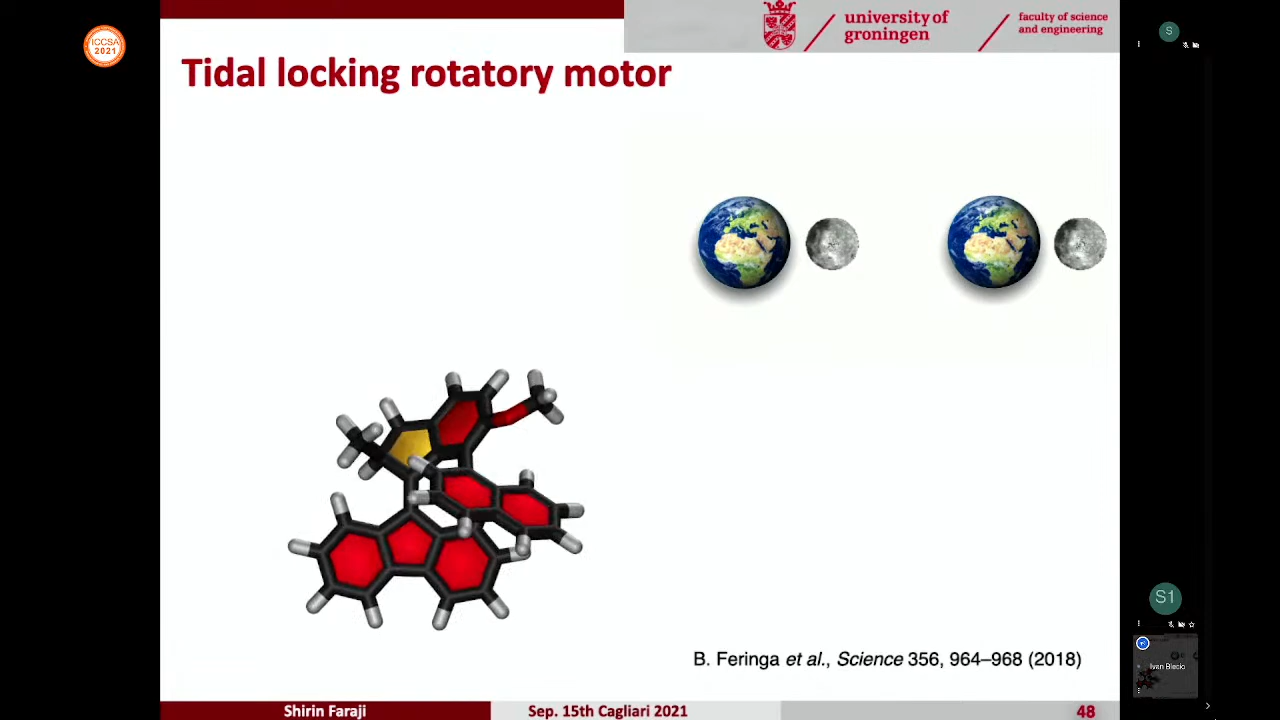 ICCSA
2021
university of
groningen
faculty of science
and engineering
S
Tidal locking rotatory motor
S1
Ivan Blecic
B. Feringa et al., Science 356, 964–968 (2018)
Shirin Faraji
Sep. 15th Cagliari 2021
48